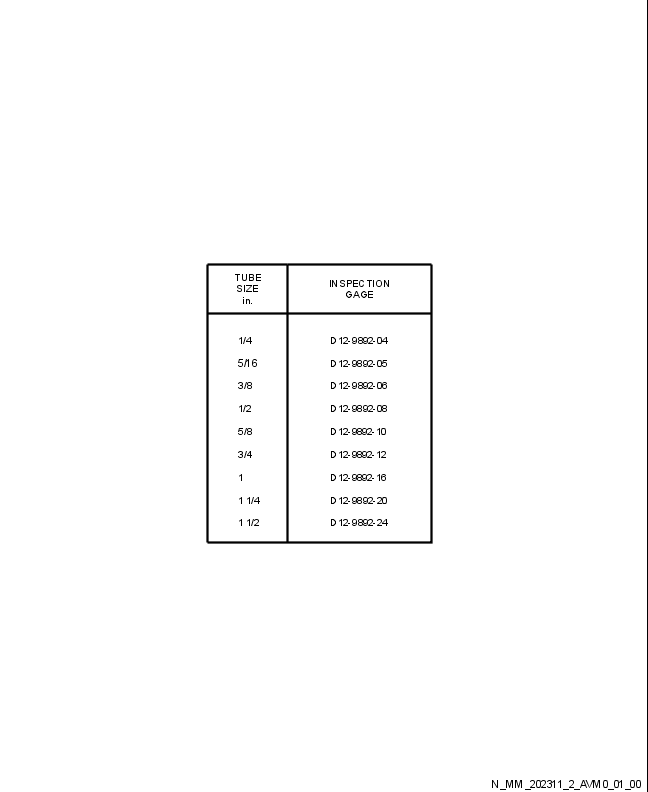 TUBE
SIZE
in.
INSPECTION
GAGE
1/4 D12-9892-04
5/16 D12-9892-05
3/8 D12-9892-06
1/2 D12-9892-08
5/8 D12-9892-10
3/4 D12-9892-12
1 D12-9892-16
1 1/4 D12-9892-20
1 1/2 D12-9892-24
N_MM_202311_2_AVM0_01_00